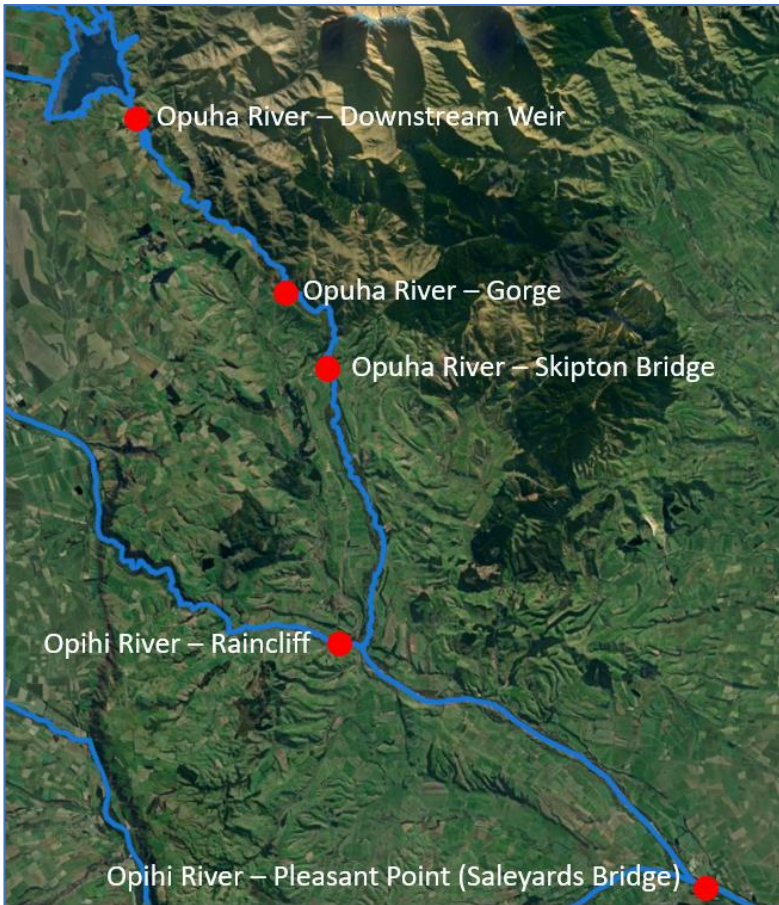 Opuha River – Downstream Weir
Opuha River – Gorge
Opuha River – Skipton Bridge
Opihi River – Raincliff
Opihi River – Pleasant Point (Saleyards Bridge)